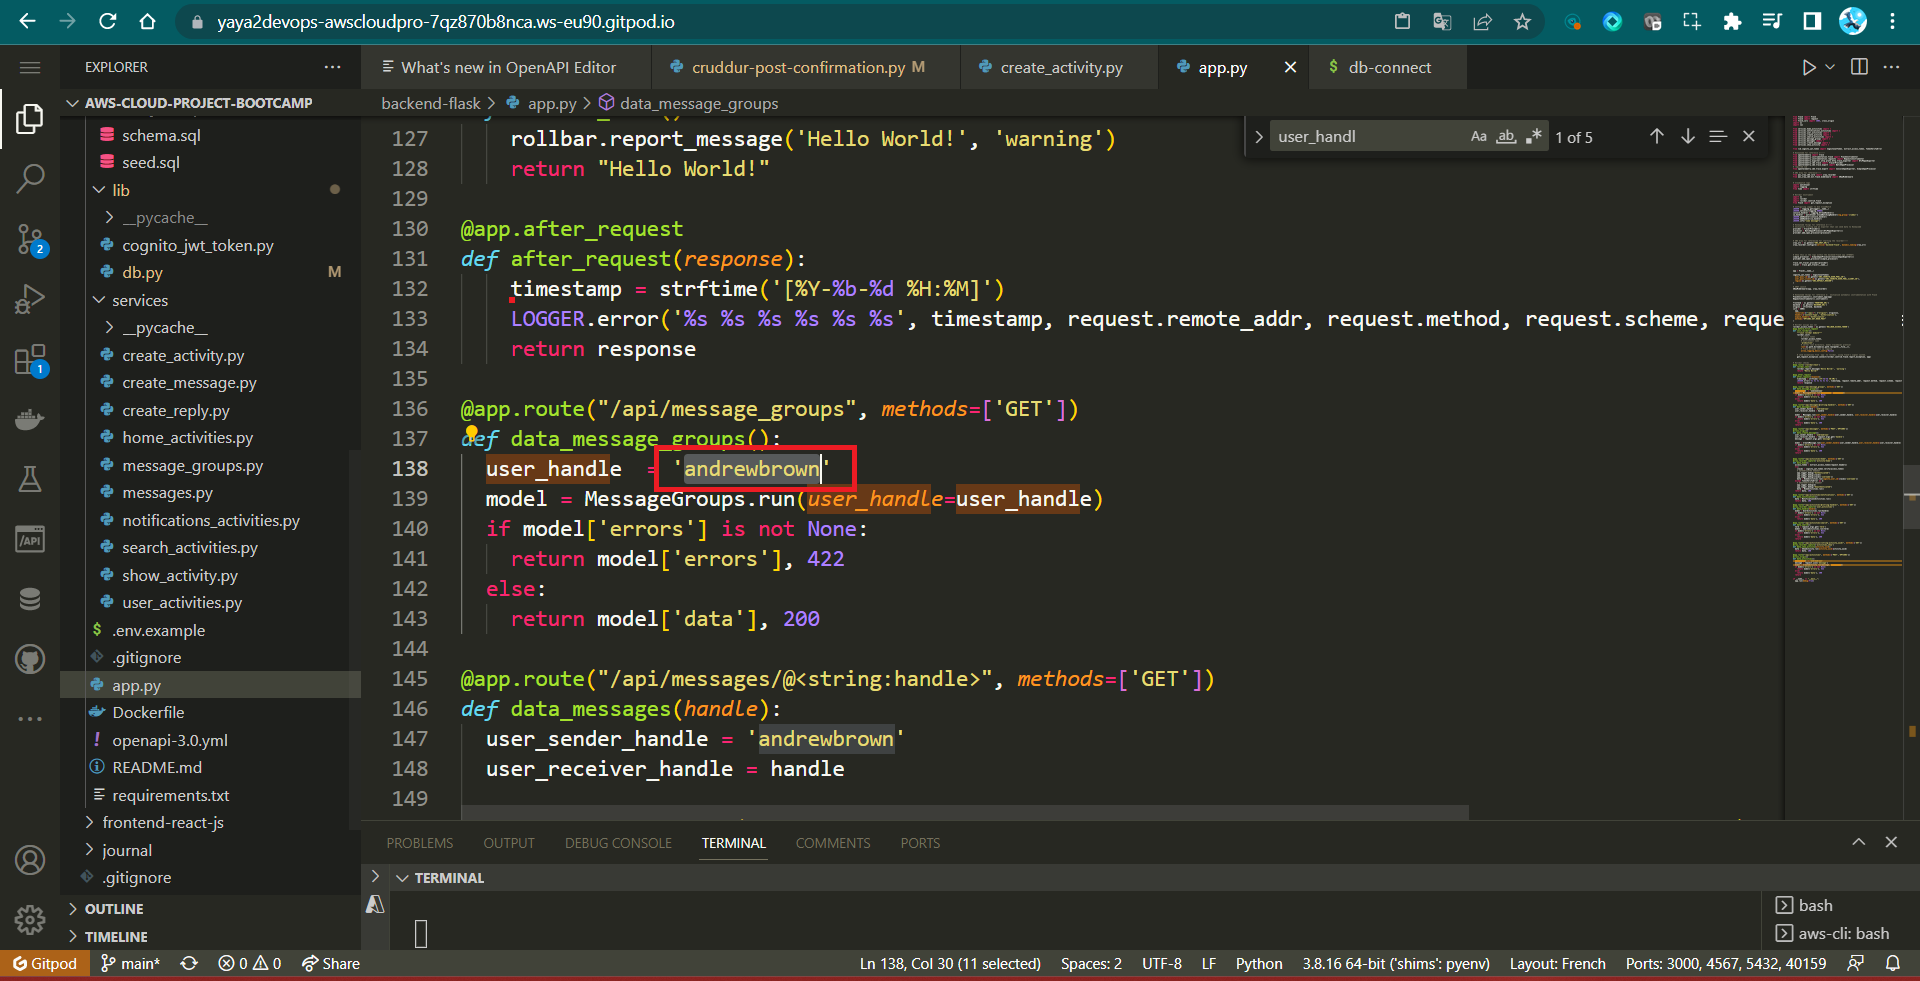 yaya2devops-awscloudpro-7qz870b8nca.ws-eu90.gitpod.io
EXPLORER
What's new in OpenAPI Editor
cruddur-post-confirmation.py M
create_activity.py
app.py
$ db-connect
AWS-CLOUD-PROJECT-BOOTCAMP
schema.sql
seed.sql
lib
__pycache__
cognito_jwt_token.py
db.py M
services
__pycache__
create_activity.py
create_message.py
create_reply.py
home_activities.py
message_groups.py
messages.py
notifications_activities.py
search_activities.py
show_activity.py
user_activities.py
$ .env.example
.gitignore
app.py
Dockerfile
! openapi-3.0.yml
README.md
requirements.txt
frontend-react-js
journal
.gitignore
OUTLINE
TIMELINE
2
1
/API
backend-flask > app.py > data_message_groups
user_handl
Aa ab 1 of 5
127 rollbar.report_message('Hello World!', 'warning')
128 return "Hello World!"
129
130 @app.after_request
131 def after_request(response):
132 timestamp = strftime('[%Y-%b-%d %H:%M]')
133 LOGGER.error('%s %s %s %s %s %s', timestamp, request.remote_addr, request.method, request.scheme, reque
134 return response
135
136 @app.route("/api/message_groups", methods=['GET'])
137 def data_message_groups():
138 user_handle = 'andrewbrown'
139 model = MessageGroups.run(user_handle=user_handle)
140 if model['errors'] is not None:
141 return model['errors'], 422
142 else:
143 return model['data'], 200
144
145 @app.route("/api/messages/@<string:handle>", methods=['GET'])
146 def data_messages(handle):
147 user_sender_handle = 'andrewbrown'
148 user_receiver_handle = handle
149
PROBLEMS OUTPUT DEBUG CONSOLE TERMINAL COMMENTS PORTS
TERMINAL
bash
aws-cli: bash
Gitpod main* 0 0 Share
Ln 138, Col 30 (11 selected) Spaces: 2 UTF-8 LF Python 3.8.16 64-bit ('shims': pyenv) Layout: French Ports: 3000, 4567, 5432, 40159